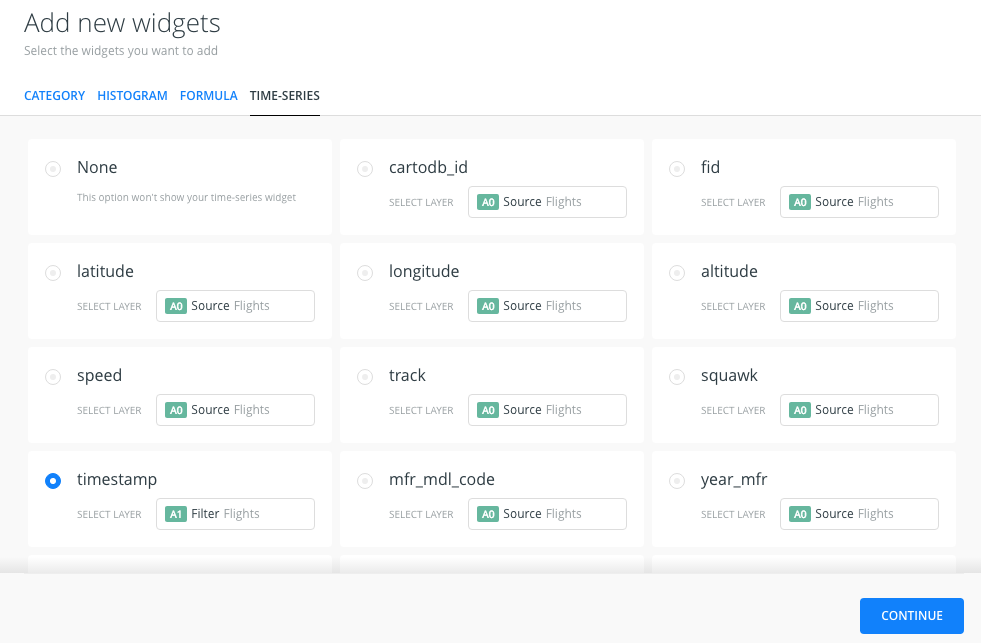 Add new widgets
Select the widgets you want to add
CATEGORY HISTOGRAM FORMULA TIME-SERIES
None
This option won't show your time-series widget
cartodb_id
SELECT LAYER A0 Source Flights
fid
SELECT LAYER A0 Source Flights
latitude
SELECT LAYER A0 Source Flights
longitude
SELECT LAYER A0 Source Flights
altitude
SELECT LAYER A0 Source Flights
speed
SELECT LAYER A0 Source Flights
track
SELECT LAYER A0 Source Flights
squawk
SELECT LAYER A0 Source Flights
timestamp
SELECT LAYER A1 Filter Flights
mfr_mdl_code
SELECT LAYER A0 Source Flights
year_mfr
SELECT LAYER A0 Source Flights
CONTINUE